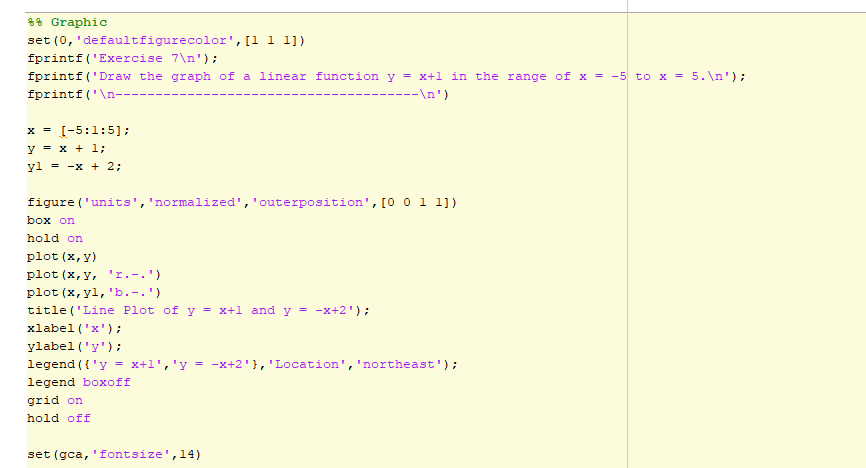 %% Graphic
set(0,'defaultfigurecolor',[1 1 1])
fprintf('Exercise 7\n');
fprintf('Draw the graph of a linear function y = x+1 in the range of x = -5 to x = 5.\n');
fprintf('\n--------------------------------------\n')
x = [-5:1:5];
y = x + 1;
y1 = -x + 2;
figure('units','normalized','outerposition',[0 0 1 1])
box on
hold on
plot(x,y)
plot(x,y, 'r.-.')
plot(x,y1,'b.-.')
title('Line Plot of y = x+1 and y = -x+2');
xlabel('x');
ylabel('y');
legend({'y = x+1','y = -x+2'},'Location','northeast');
legend boxoff
grid on
hold off
set(gca,'fontsize',14)